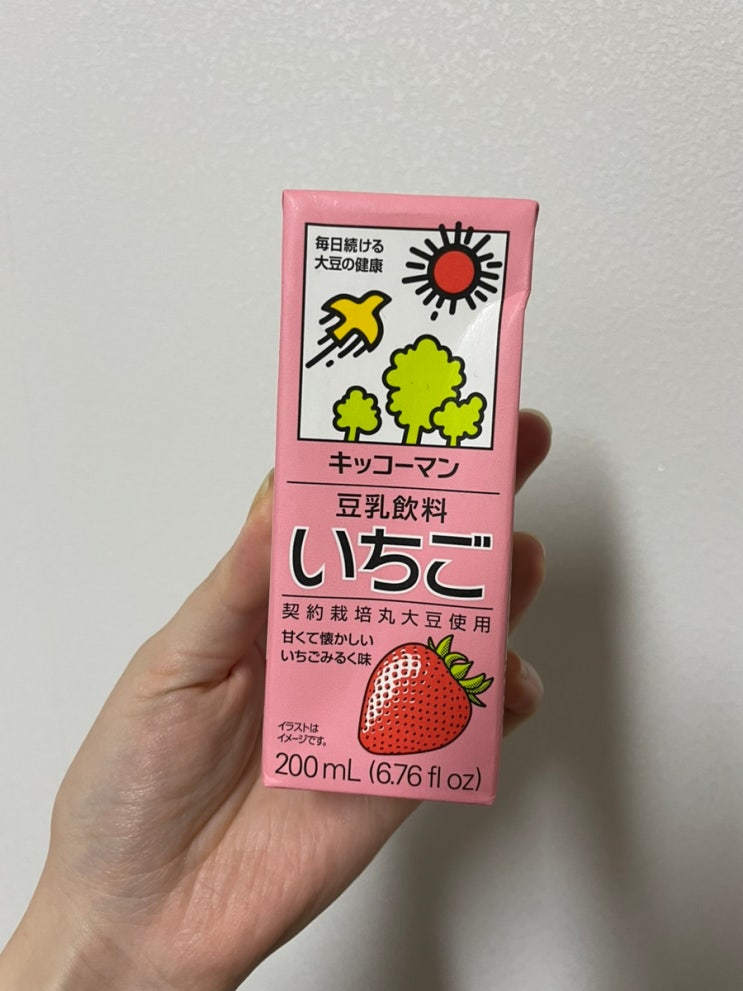 毎日続ける
大豆の健康
キッコーマン
豆乳飲料
いちご
契約栽培丸大豆使用
甘くて懐かしい
いちごみるく味
イラストは
イメージです。
200mL (6.76 fl oz)